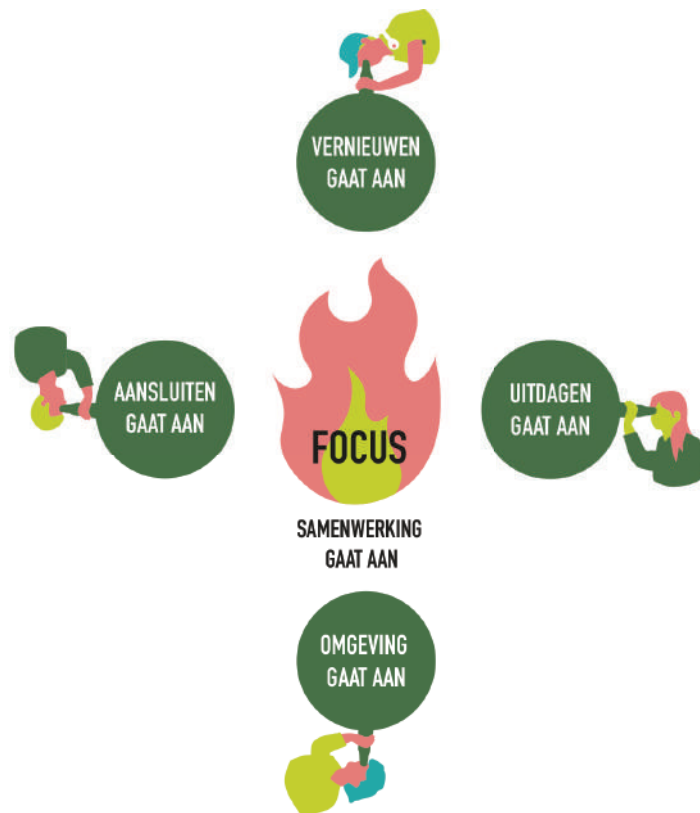 VERNIEUWEN
GAAT AAN
AANSLUITEN
GAAT AAN
FOCUS
UITDAGEN
GAAT AAN
SAMENWERKING
GAAT AAN
OMGEVING
GAAT AAN